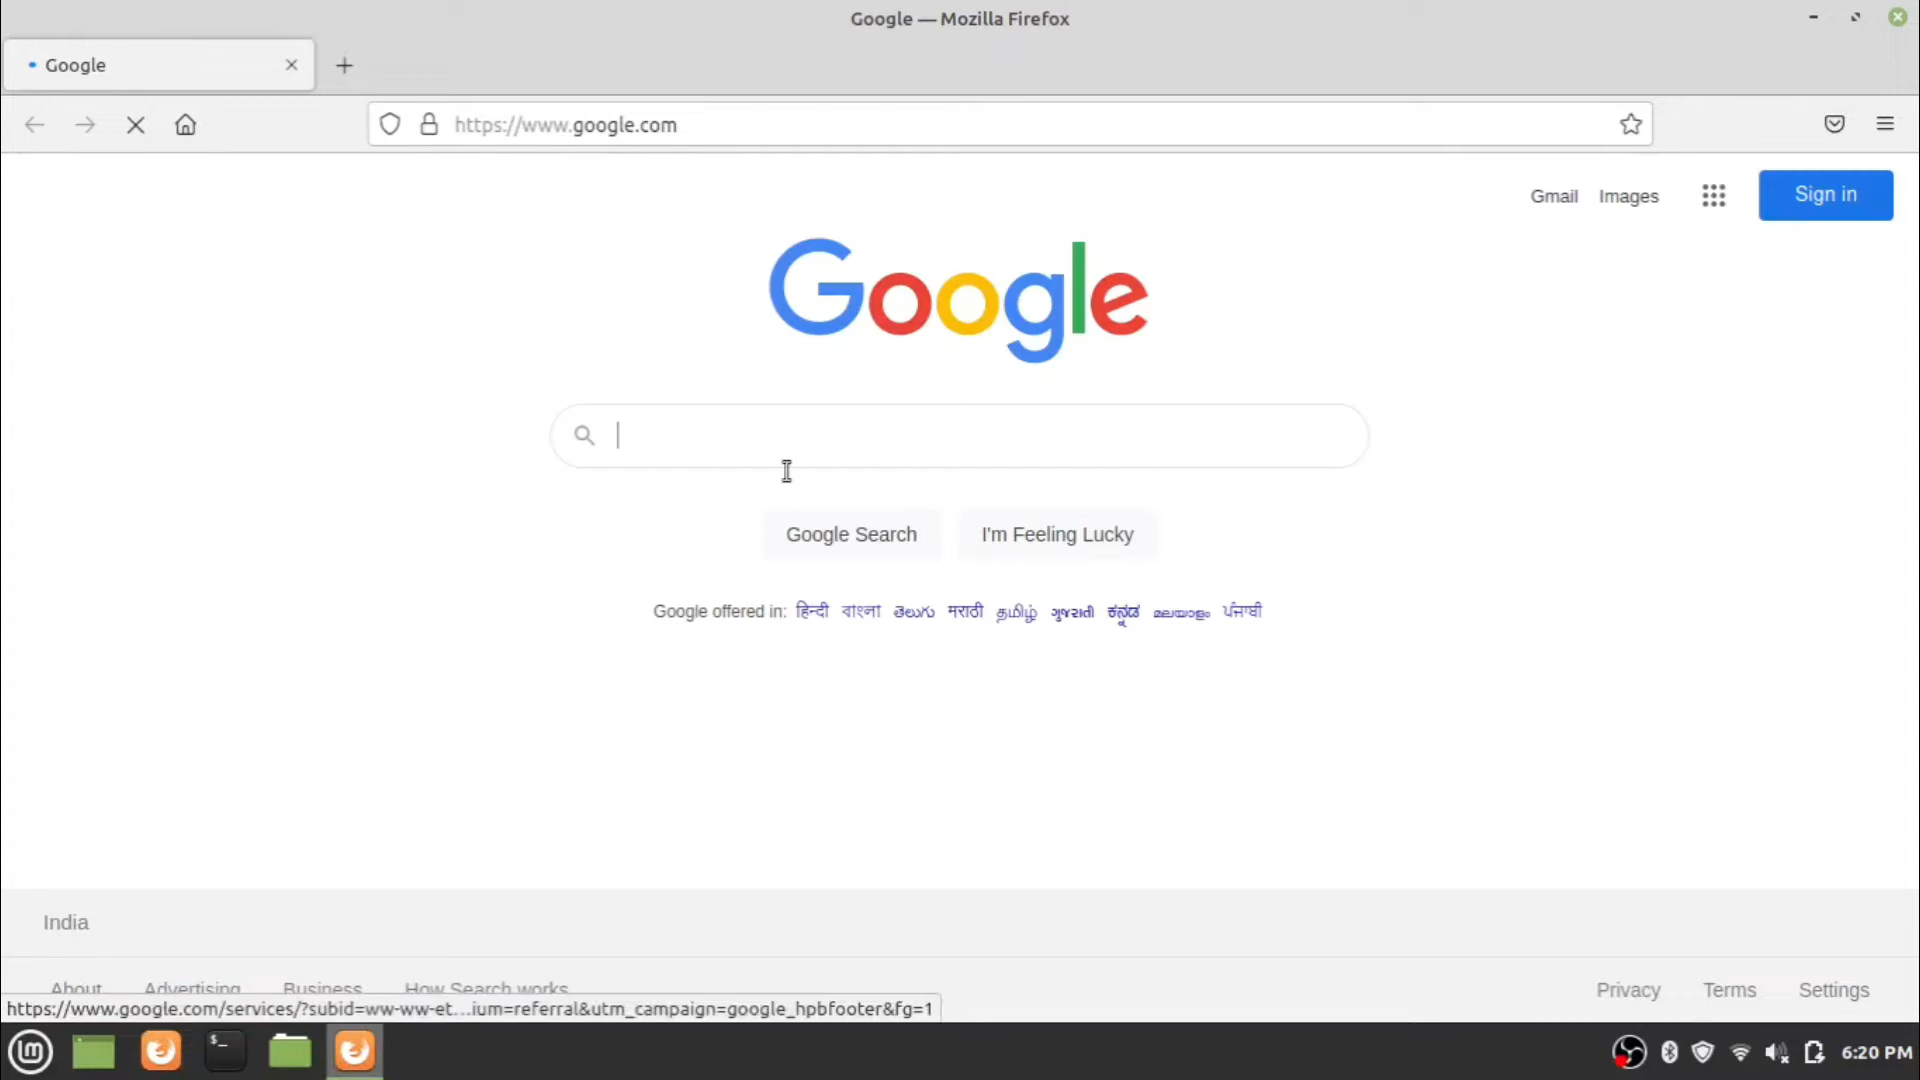 Google — Mozilla Firefox
Google
https://www.google.com
Gmail Images Sign in
Google
Google Search I'm Feeling Lucky
Google offered in: हिन्दी বাংলা తెలుగు मराठी தமிழ் ગુજરાતી ಕನ್ನಡ മലയാളം ਪੰਜਾਬੀ
India
About Advertising Business How Search works Privacy Terms Settings
https://www.google.com/services/?subid=ww-ww-et...ium=referral&utm_campaign=google_hpbfooter&fg=1
6:20 PM